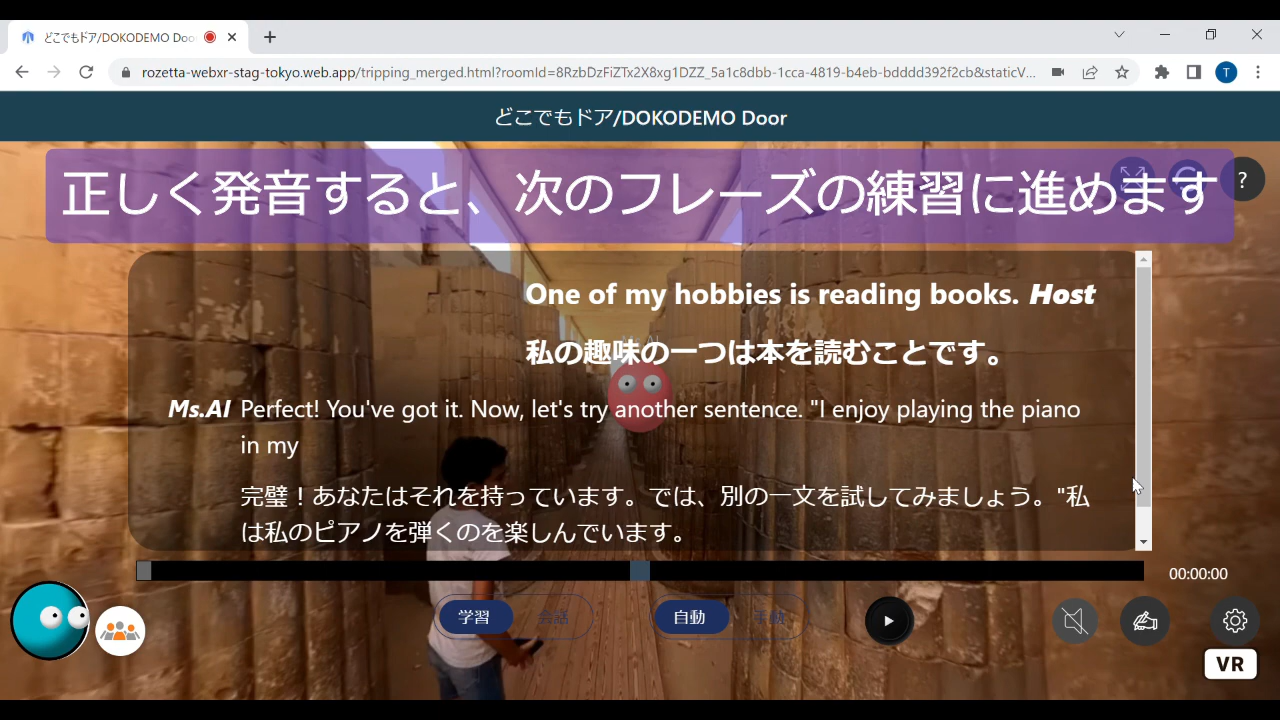 どこでもドア/DOKODEMO Doo
rozetta-webxr-stag-tokyo.web.app/tripping_merged.html?roomId=8RzbDzFiZTx2X8xg1DZZ_5a1c8dbb-1cca-4819-b4eb-bdddd392f2cb&staticV...
T
どこでもドア/DOKODEMO Door
正しく発音すると、次のフレーズの練習に進めます
?
One of my hobbies is reading books. Host
私の趣味の一つは本を読むことです。
Ms.AI Perfect! You've got it. Now, let's try another sentence. "I enjoy playing the piano
in my
完璧！あなたはそれを持っています。では、別の一文を試してみましょう。"私
は私のピアノを弾くのを楽しんでいます。
00:00:00
学習 会話 自動 手動
VR